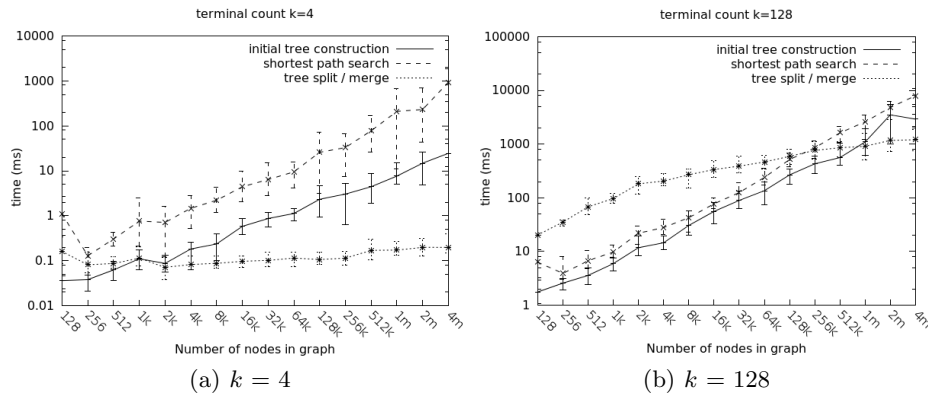 terminal count k=4
10000
1000
100
10
1
0.1
0.01
time (ms)
initial tree construction
shortest path search
tree split / merge
128
256
512
1k
2k
4k
8k
16k
32k
64k
128k
256k
512k
1m
2m
4m
Number of nodes in graph
(a) k = 4
terminal count k=128
100000
10000
1000
100
10
1
time (ms)
initial tree construction
shortest path search
tree split / merge
128
256
512
1k
2k
4k
8k
16k
32k
64k
128k
256k
512k
1m
2m
4m
Number of nodes in graph
(b) k = 128